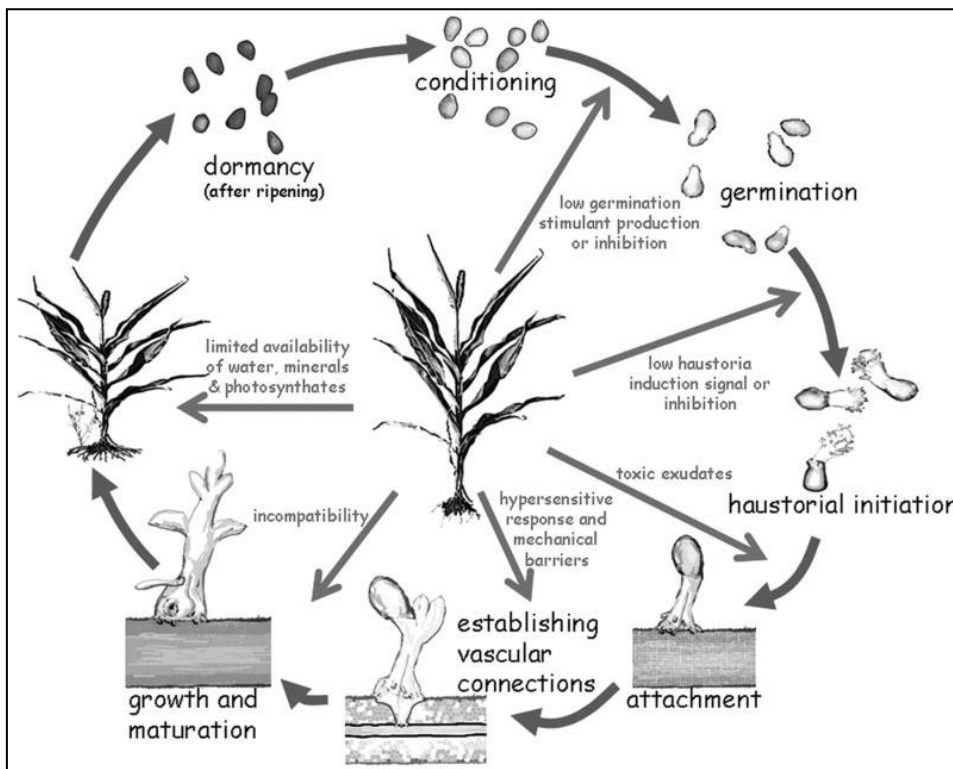 conditioning
dormancy
(after ripening)
germination
low germination
stimulant production
or inhibition
limited availability
of water, minerals
& photosynthates
low haustoria
induction signal or
inhibition
haustorial initiation
toxic exudates
hypersensitive
response and
mechanical
barriers
incompatibility
establishing
vascular
connections
attachment
growth and
maturation